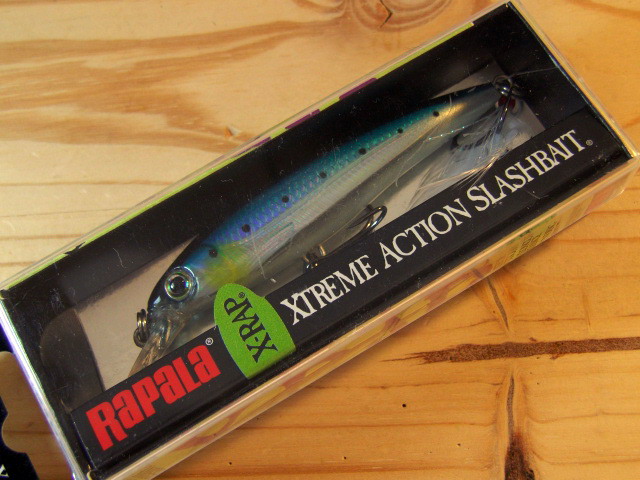 RAPALA®
X-RAP®
XTREME ACTION SLASHBAIT®